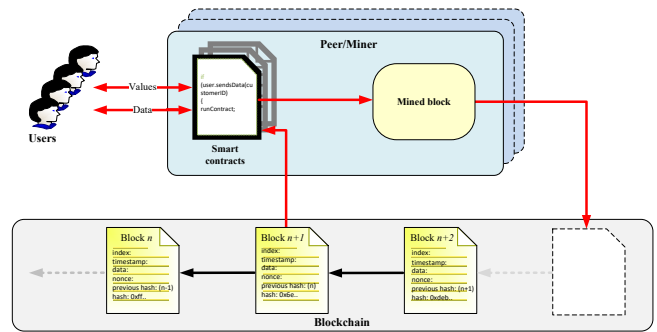 Peer/Miner
Users
Values
Data
//
(user.sendsData(cu
stomerID)
{
runContract;
Smart
contracts
Mined block
Block n
index:
timestamp:
data:
nonce:
previous hash: (n-1)
hash: 0xff..
Block n+1
index:
timestamp:
data:
nonce:
previous hash: (n)
hash: 0x6e..
Block n+2
index:
timestamp:
data:
nonce:
previous hash: (n+1)
hash: 0xdeb..
Blockchain